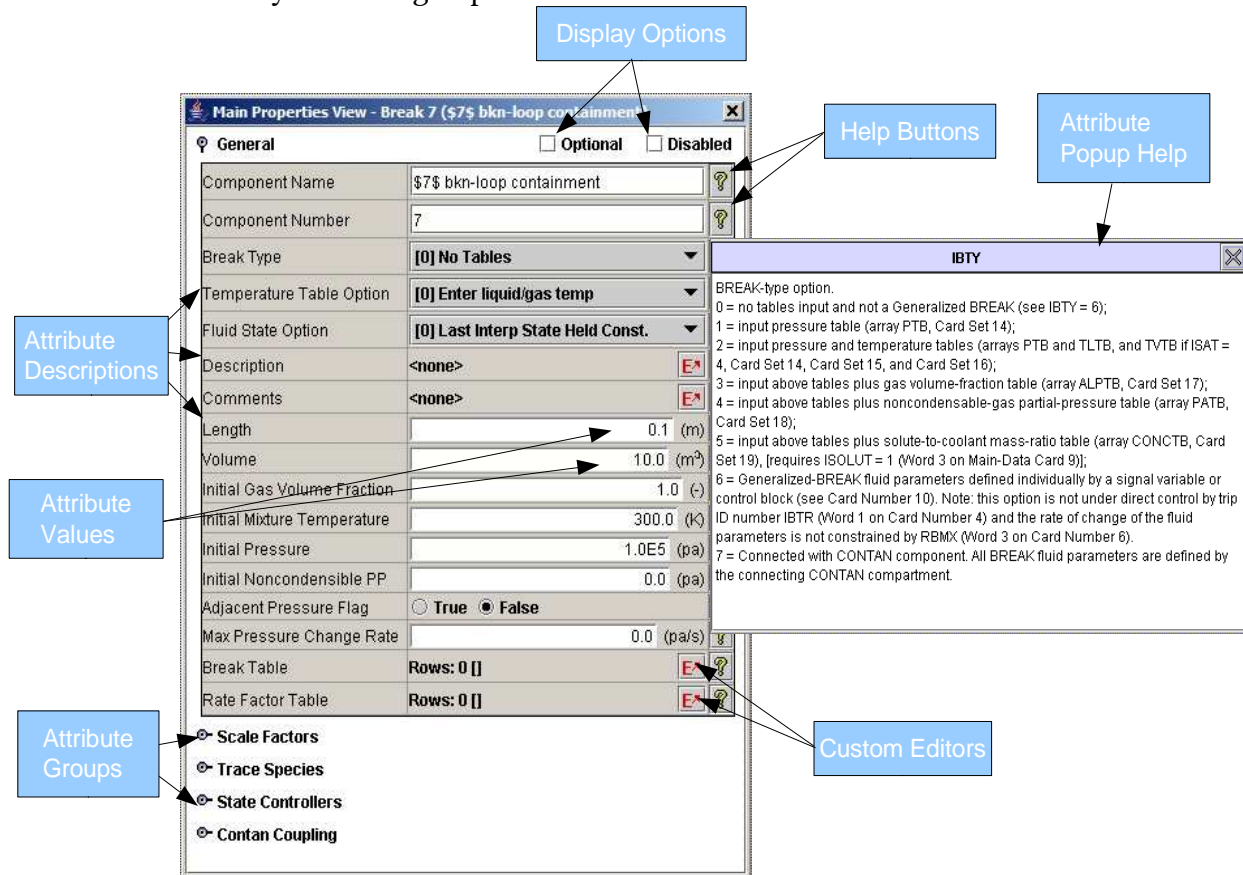 Display Options
Main Properties View - Break 7 ($7$ bkn-loop containment)
General Optional Disabled
Help Buttons
Attribute
Popup Help
Component Name $7$ bkn-loop containment
Component Number 7
Break Type [0] No Tables
Temperature Table Option [0] Enter liquid/gas temp
Fluid State Option [0] Last Interp State Held Const.
Description <none>
Comments <none>
Length 0.1 (m)
Volume 10.0 (m³)
Initial Gas Volume Fraction 1.0 (-)
Initial Mixture Temperature 300.0 (K)
Initial Pressure 1.0E5 (pa)
Initial Noncondensible PP 0.0 (pa)
Adjacent Pressure Flag True False
Max Pressure Change Rate 0.0 (pa/s)
Break Table Rows: 0 []
Rate Factor Table Rows: 0 []
Scale Factors
Trace Species
State Controllers
Contan Coupling
IBTY
BREAK-type option.
0 = no tables input and not a Generalized BREAK (see IBTY = 6);
1 = input pressure table (array PTB, Card Set 14);
2 = input pressure and temperature tables (arrays PTB and TLTB, and TVTB if ISAT =
4, Card Set 14, Card Set 15, and Card Set 16);
3 = input above tables plus gas volume-fraction table (array ALPTB, Card Set 17);
4 = input above tables plus noncondensable-gas partial-pressure table (array PATB,
Card Set 18);
5 = input above tables plus solute-to-coolant mass-ratio table (array CONCTB, Card
Set 19), [requires ISOLUT = 1 (Word 3 on Main-Data Card 9)];
6 = Generalized-BREAK fluid parameters defined individually by a signal variable or
control block (see Card Number 10). Note: this option is not under direct control by trip
ID number IBTR (Word 1 on Card Number 4) and the rate of change of the fluid
parameters is not constrained by RBMX (Word 3 on Card Number 6).
7 = Connected with CONTAN component. All BREAK fluid parameters are defined by
the connecting CONTAN compartment.
Attribute
Descriptions
Attribute
Values
Attribute
Groups
Custom Editors